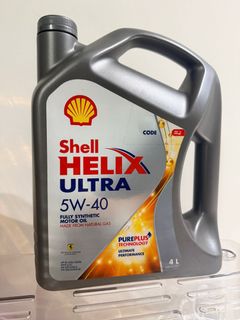 CODE
Shell
HELIX
ULTRA
5W-40
FULLY SYNTHETIC
MOTOR OIL
MADE FROM NATURAL GAS
PUREPLUS
TECHNOLOGY
ULTIMATE
PERFORMANCE
4 L